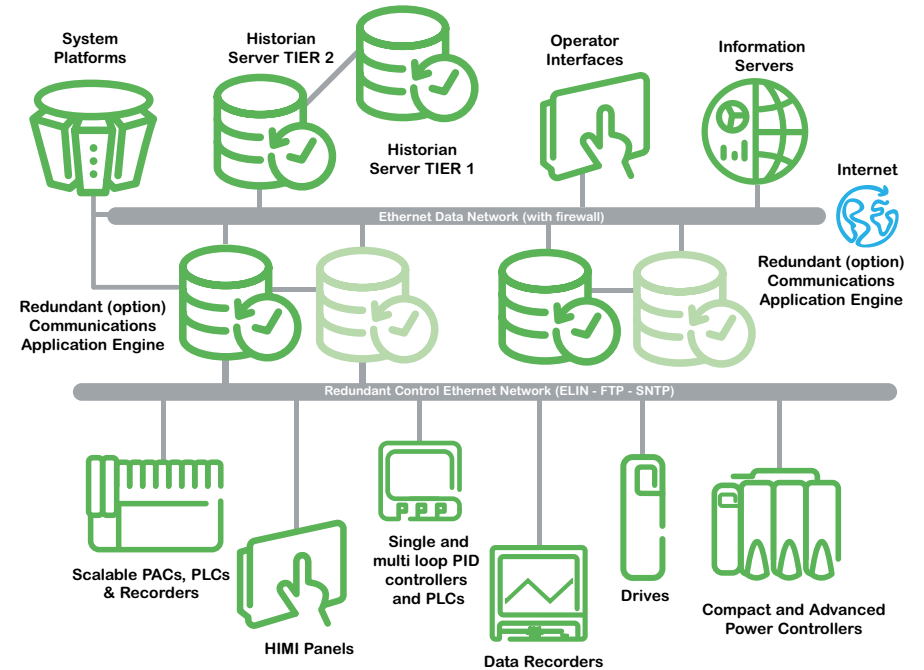 System
Platforms
Historian
Server TIER 2
Historian
Server TIER 1
Operator
Interfaces
Information
Servers
Internet
Ethernet Data Network (with firewall)
Redundant (option)
Communications
Application Engine
Redundant (option)
Communications
Application Engine
Redundant Control Ethernet Network (ELIN - FTP - SNTP)
Scalable PACs, PLCs
& Recorders
HIMI Panels
Single and
multi loop PID
controllers
and PLCs
Data Recorders
Drives
Compact and Advanced
Power Controllers